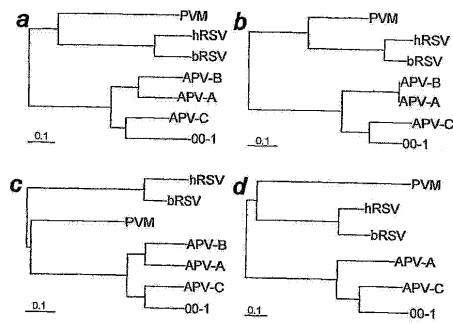 a
PVM
hRSV
bRSV
APV-B
APV-A
APV-C
00-1
0.1
b
PVM
hRSV
bRSV
APV-B
APV-A
APV-C
00-1
0.1
c
hRSV
bRSV
PVM
APV-B
APV-A
APV-C
00-1
0.1
d
PVM
hRSV
bRSV
APV-A
APV-C
00-1
0.1